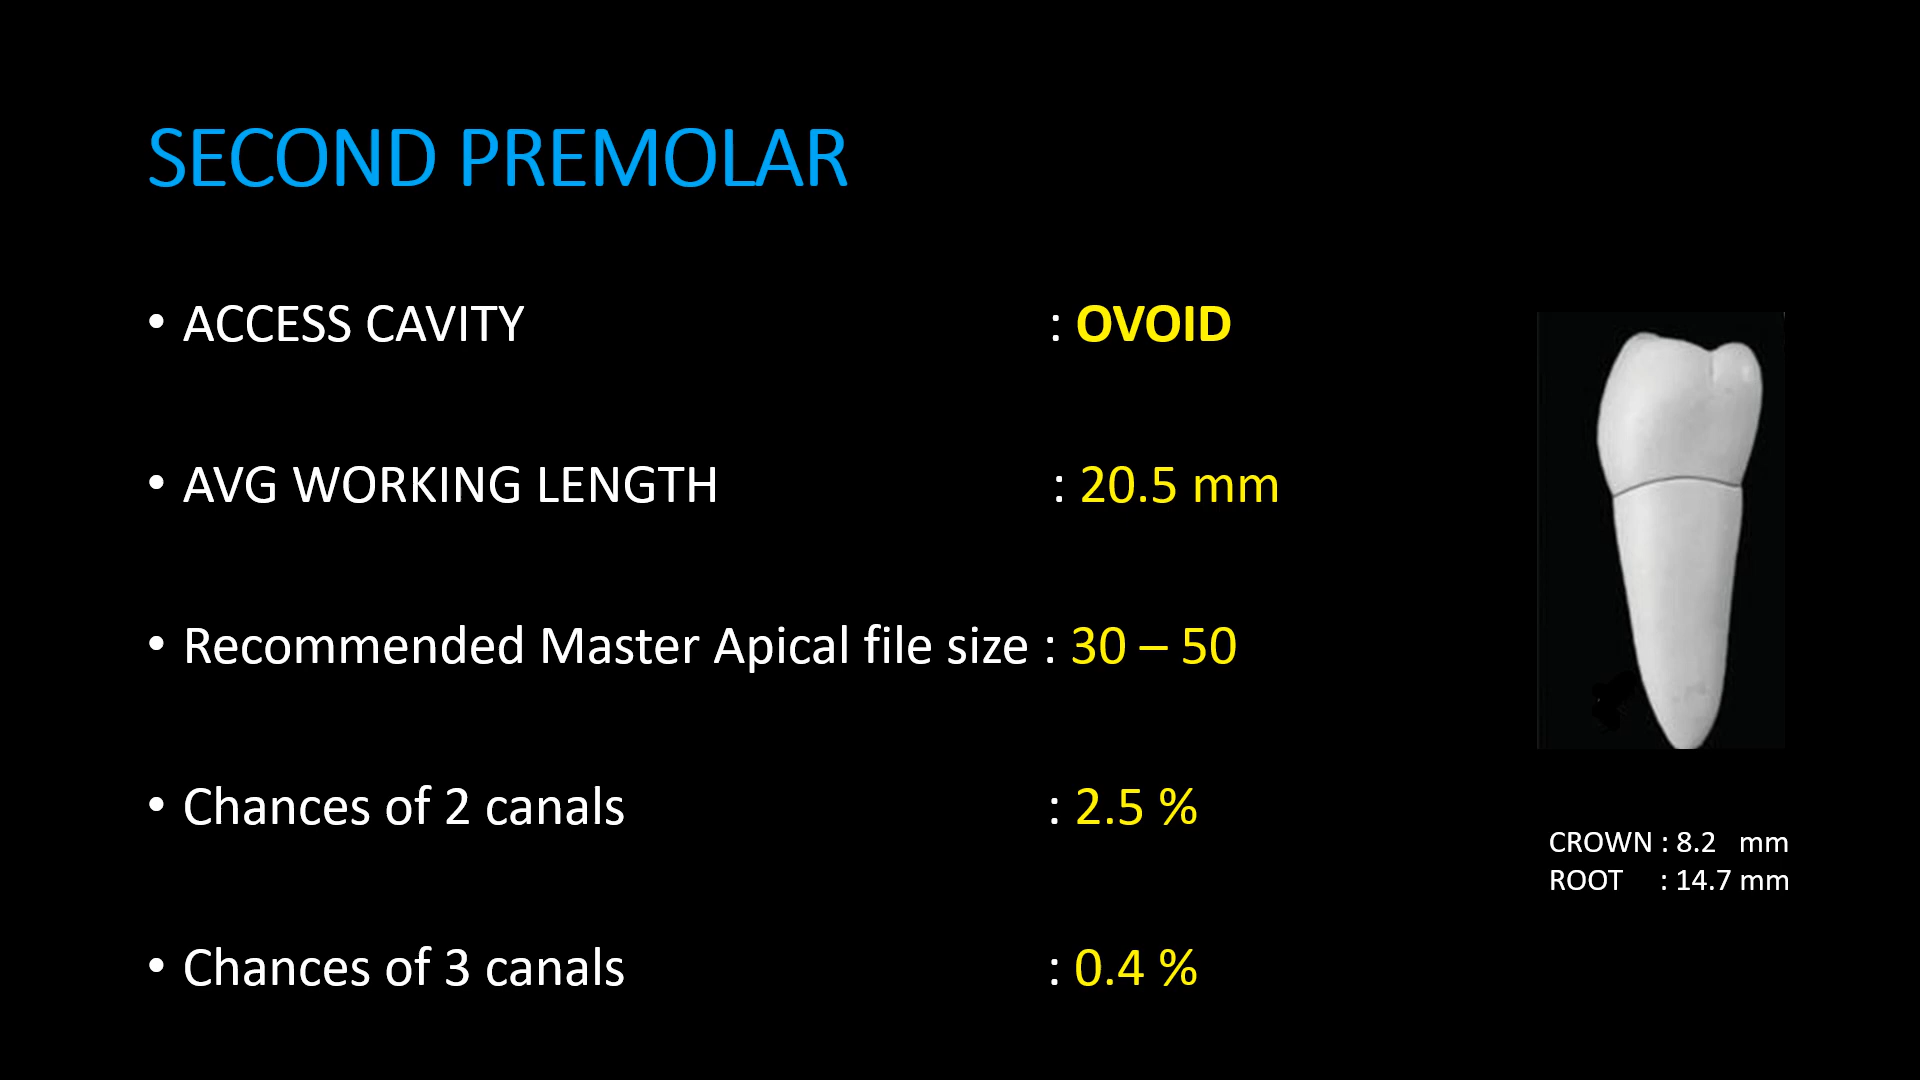 SECOND PREMOLAR
• ACCESS CAVITY : OVOID
• AVG WORKING LENGTH : 20.5 mm
• Recommended Master Apical file size : 30 – 50
• Chances of 2 canals : 2.5 %
• Chances of 3 canals : 0.4 %
CROWN : 8.2 mm
ROOT : 14.7 mm